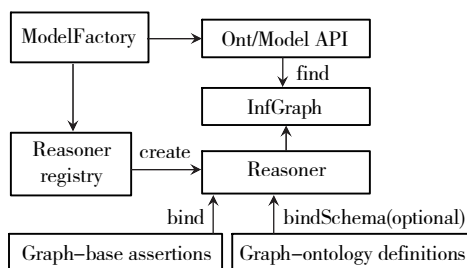 ModelFactory
Ont/Model API
find
InfGraph
Reasoner
registry
create
Reasoner
bind
bindSchema(optional)
Graph-base assertions
Graph-ontology definitions